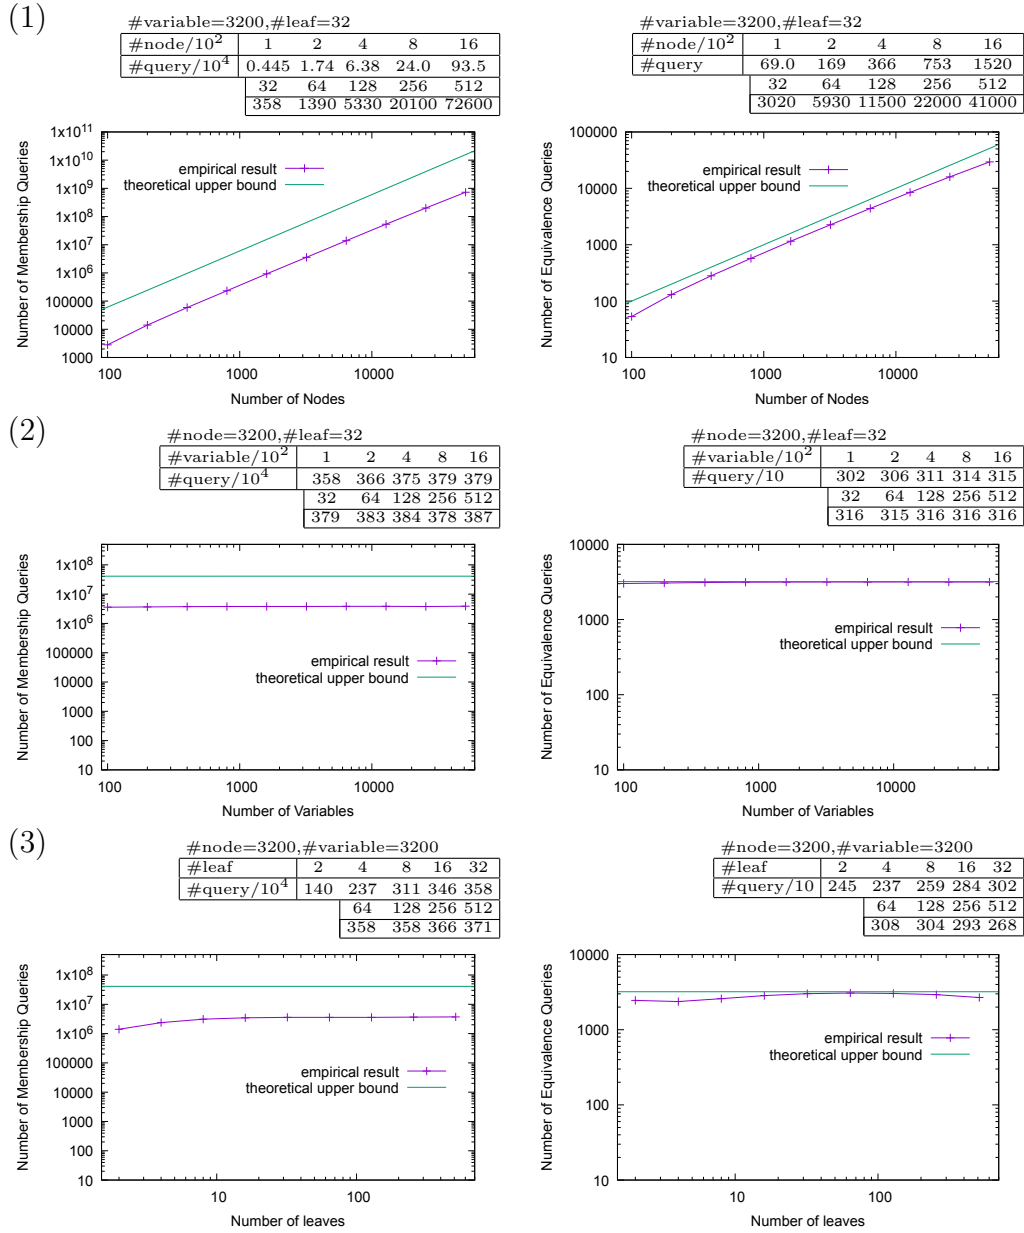 (1)
#variable=3200,#leaf=32
#node/10^2 1 2 4 8 16
#query/10^4 0.445 1.74 6.38 24.0 93.5
32 64 128 256 512
358 1390 5330 20100 72600
1x10^11
1x10^10
1x10^9
1x10^8
1x10^7
1x10^6
100000
10000
1000
100 1000 10000
Number of Membership Queries
Number of Nodes
empirical result
theoretical upper bound
#variable=3200,#leaf=32
#node/10^2 1 2 4 8 16
#query 69.0 169 366 753 1520
32 64 128 256 512
3020 5930 11500 22000 41000
100000
10000
1000
100
10
100 1000 10000
Number of Equivalence Queries
Number of Nodes
empirical result
theoretical upper bound
(2)
#node=3200,#leaf=32
#variable/10^2 1 2 4 8 16
#query/10^4 358 366 375 379 379
32 64 128 256 512
379 383 384 378 387
1x10^8
1x10^7
1x10^6
100000
10000
1000
100
10
100 1000 10000
Number of Membership Queries
Number of Variables
empirical result
theoretical upper bound
#node=3200,#leaf=32
#variable/10^2 1 2 4 8 16
#query/10 302 306 311 314 315
32 64 128 256 512
316 315 316 316 316
10000
1000
100
10
100 1000 10000
Number of Equivalence Queries
Number of Variables
empirical result
theoretical upper bound
(3)
#node=3200,#variable=3200
#leaf 2 4 8 16 32
#query/10^4 140 237 311 346 358
64 128 256 512
358 358 366 371
1x10^8
1x10^7
1x10^6
100000
10000
1000
100
10
10 100
Number of Membership Queries
Number of leaves
empirical result
theoretical upper bound
#node=3200,#variable=3200
#leaf 2 4 8 16 32
#query/10 245 237 259 284 302
64 128 256 512
308 304 293 268
10000
1000
100
10
10 100
Number of Equivalence Queries
Number of leaves
empirical result
theoretical upper bound